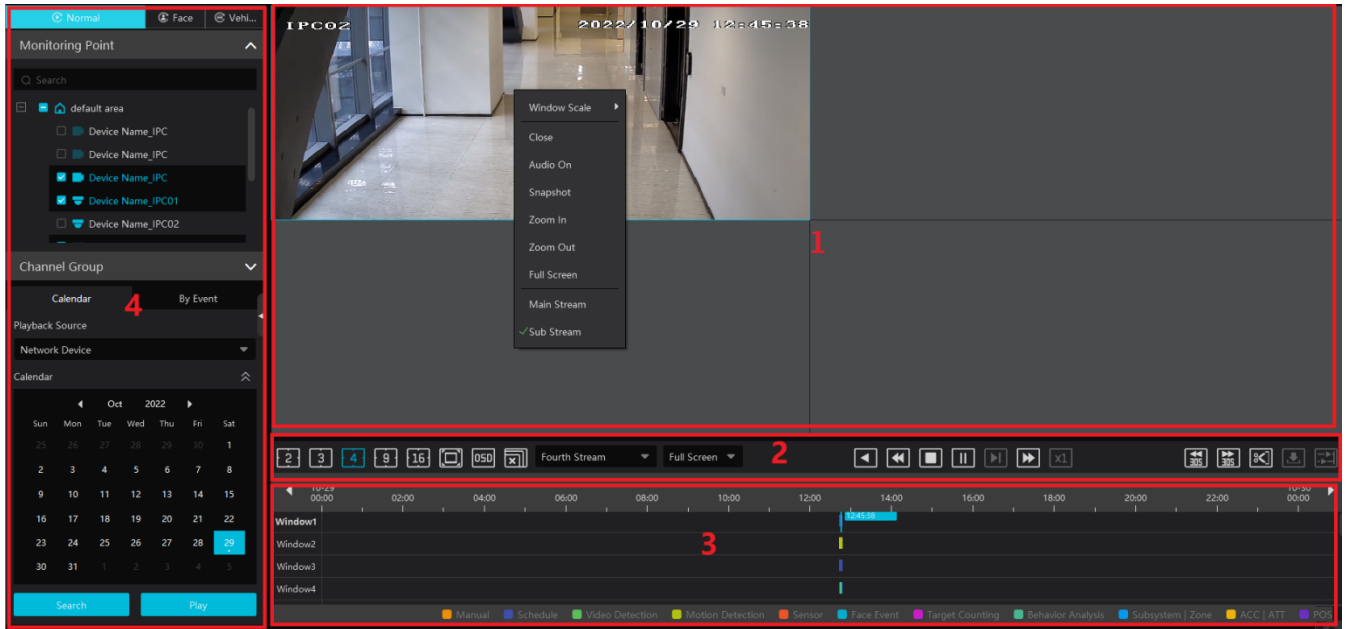 Normal Face Vehi...
Monitoring Point
Search
default area
Device Name_IPC
Device Name_IPC
Device Name_IPC
Device Name_IPC01
Device Name_IPC02
Channel Group
Calendar By Event
4
Playback Source
Network Device
Calendar
Oct 2022
Sun Mon Tue Wed Thu Fri Sat
25 26 27 28 29 30 1
2 3 4 5 6 7 8
9 10 11 12 13 14 15
16 17 18 19 20 21 22
23 24 25 26 27 28 29
30 31 1 2 3 4 5
Search Play
IPC02 2022/10/29 12:45:38
Window Scale
Close
Audio On
Snapshot
Zoom In
Zoom Out
Full Screen
Main Stream
Sub Stream
1
2 3 4 9 16 OSD Fourth Stream Full Screen 2 x1 30S 30S
10-29 10-30
00:00 02:00 04:00 06:00 08:00 10:00 12:00 14:00 16:00 18:00 20:00 22:00 00:00
Window1 12:45:38
Window2
3
Window3
Window4
Manual Schedule Video Detection Motion Detection Sensor Face Event Target Counting Behavior Analysis Subsystem | Zone ACC | ATT POS